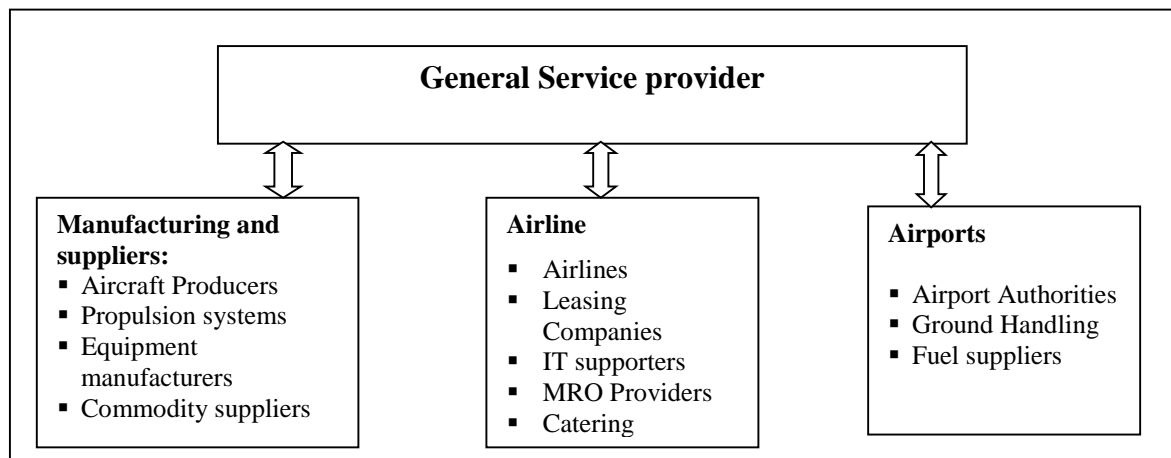 General Service provider
Manufacturing and
suppliers:
▪ Aircraft Producers
▪ Propulsion systems
▪ Equipment
manufacturers
▪ Commodity suppliers
Airline
▪ Airlines
▪ Leasing
Companies
▪ IT supporters
▪ MRO Providers
▪ Catering
Airports
▪ Airport Authorities
▪ Ground Handling
▪ Fuel suppliers